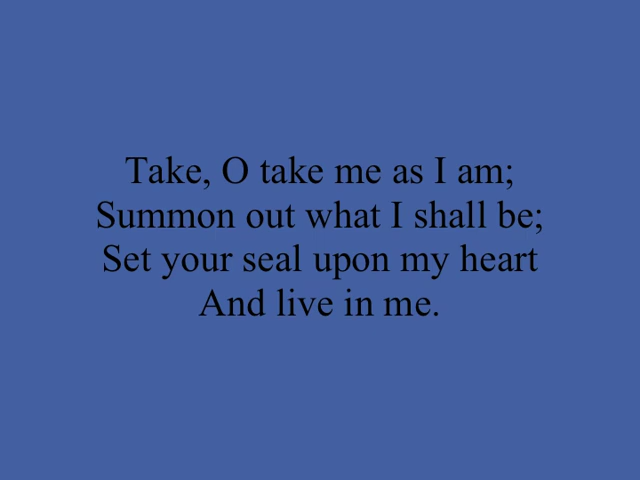 Take, O take me as I am;
Summon out what I shall be;
Set your seal upon my heart
And live in me.